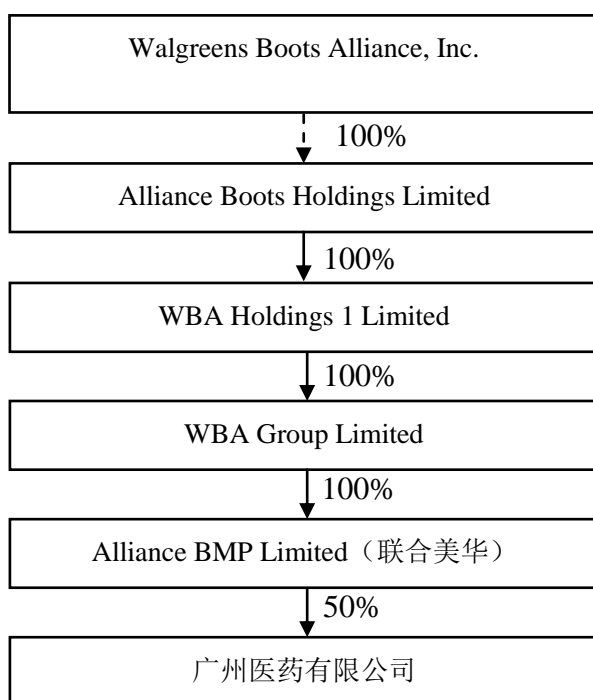 Walgreens Boots Alliance, Inc.
100%
Alliance Boots Holdings Limited
100%
WBA Holdings 1 Limited
100%
WBA Group Limited
100%
Alliance BMP Limited（联合美华）
50%
广州医药有限公司